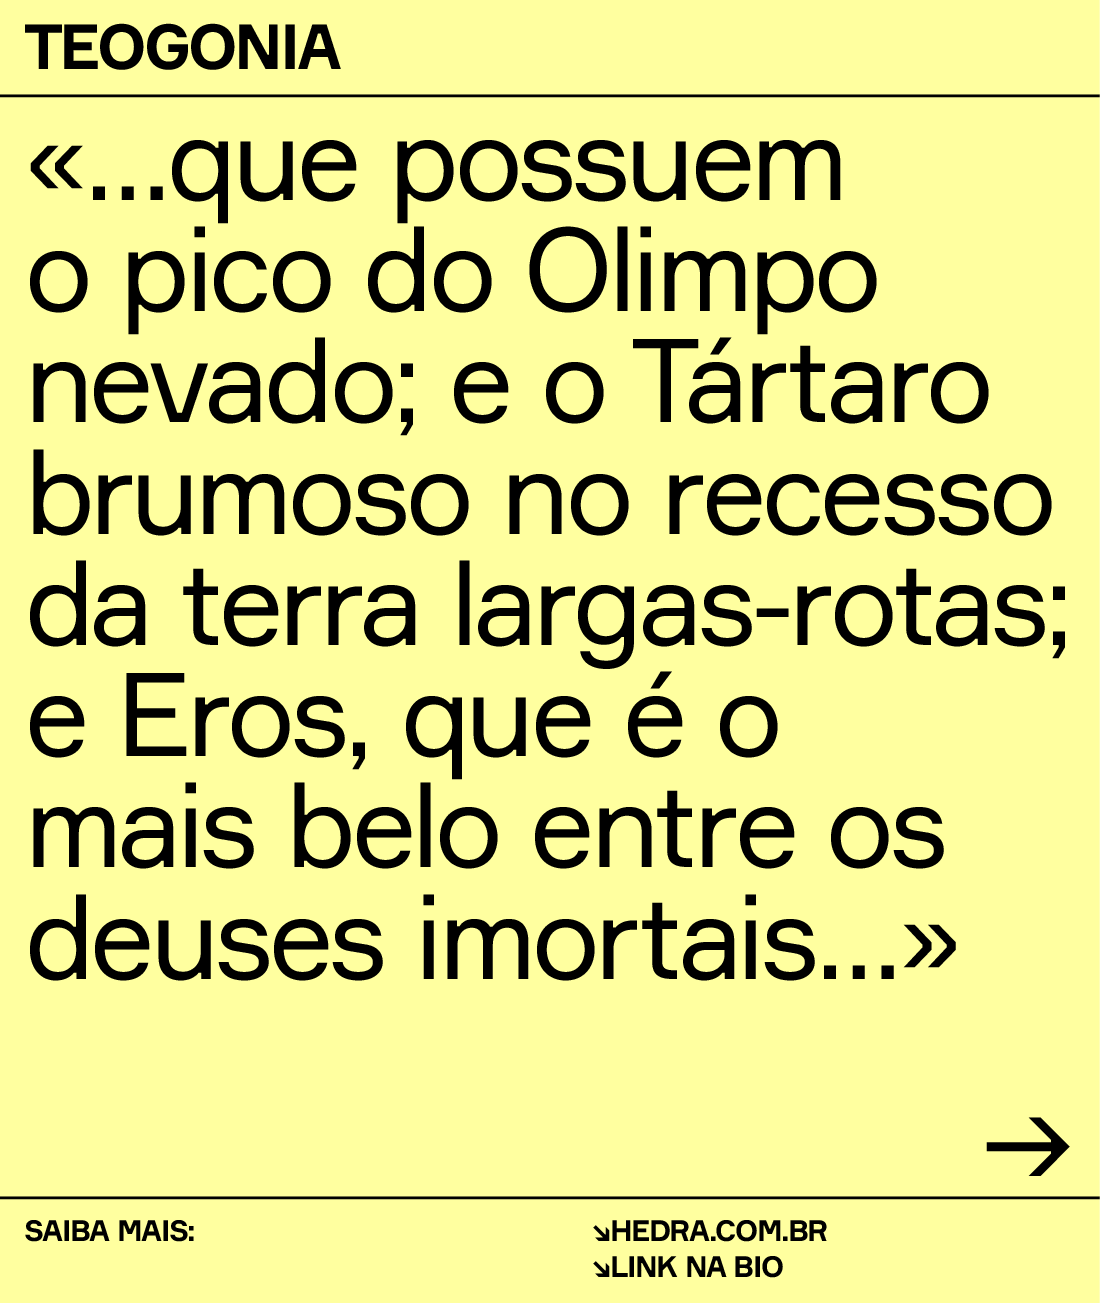 TEOGONIA
«...que possuem
o pico do Olimpo
nevado; e o Tártaro
brumoso no recesso
da terra largas-rotas;
e Eros, que é o
mais belo entre os
deuses imortais...»
→
SAIBA MAIS:
↘HEDRA.COM.BR
↘LINK NA BIO